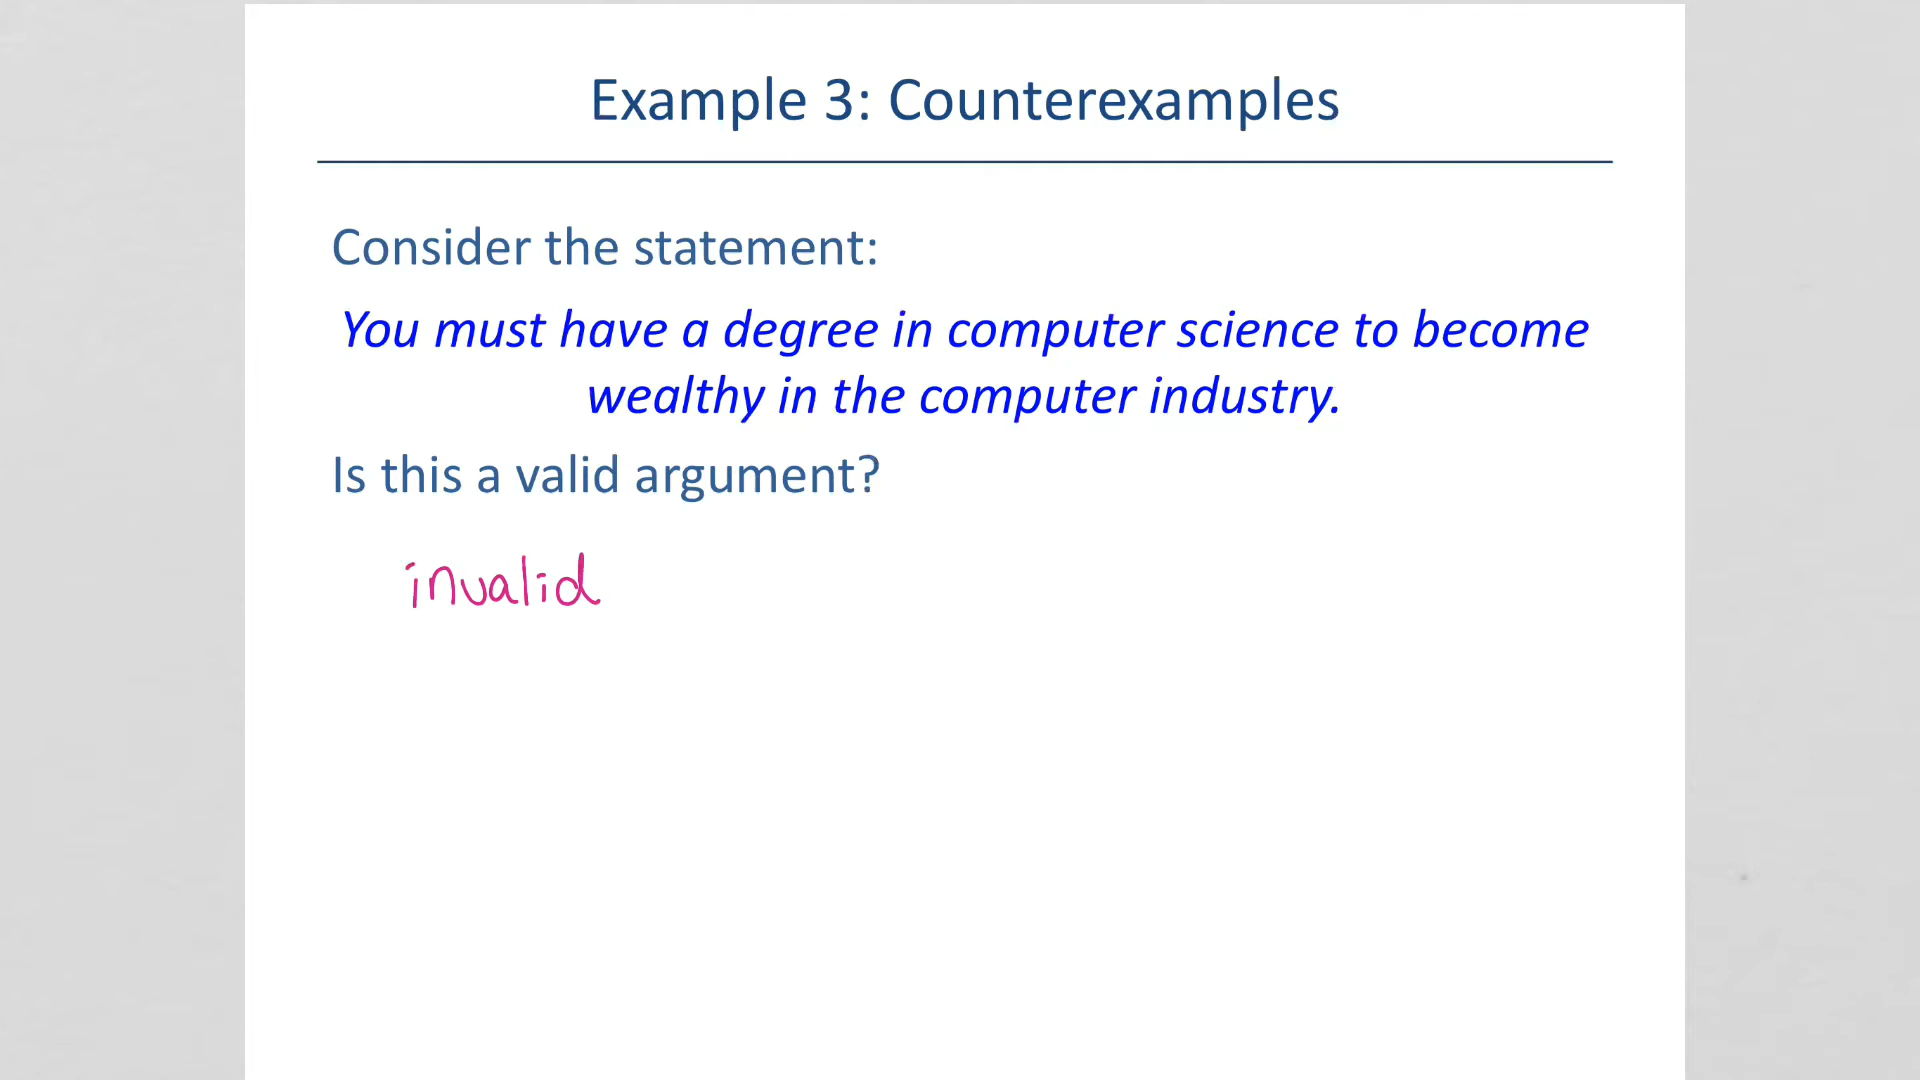 Example 3: Counterexamples
Consider the statement:
You must have a degree in computer science to become
wealthy in the computer industry.
Is this a valid argument?
invalid